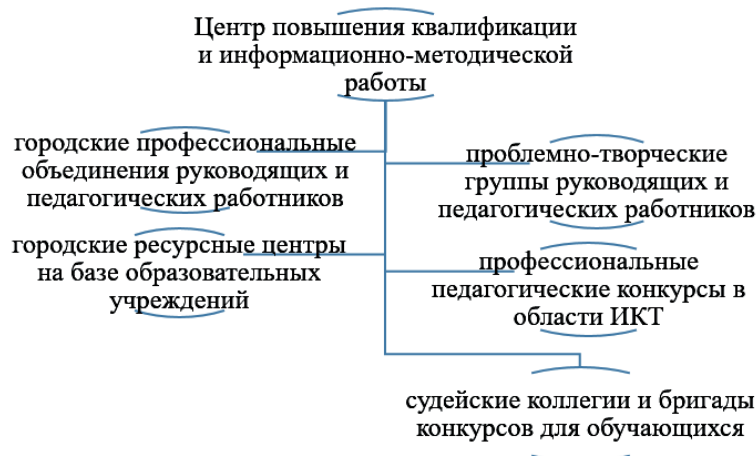 Центр повышения квалификации
и информационно-методической
работы
городские профессиональные
объединения руководящих и
педагогических работников
проблемно-творческие
группы руководящих и
педагогических работников
городские ресурсные центры
на базе образовательных
учреждений
профессиональные
педагогические конкурсы в
области ИКТ
судейские коллегии и бригады
конкурсов для обучающихся